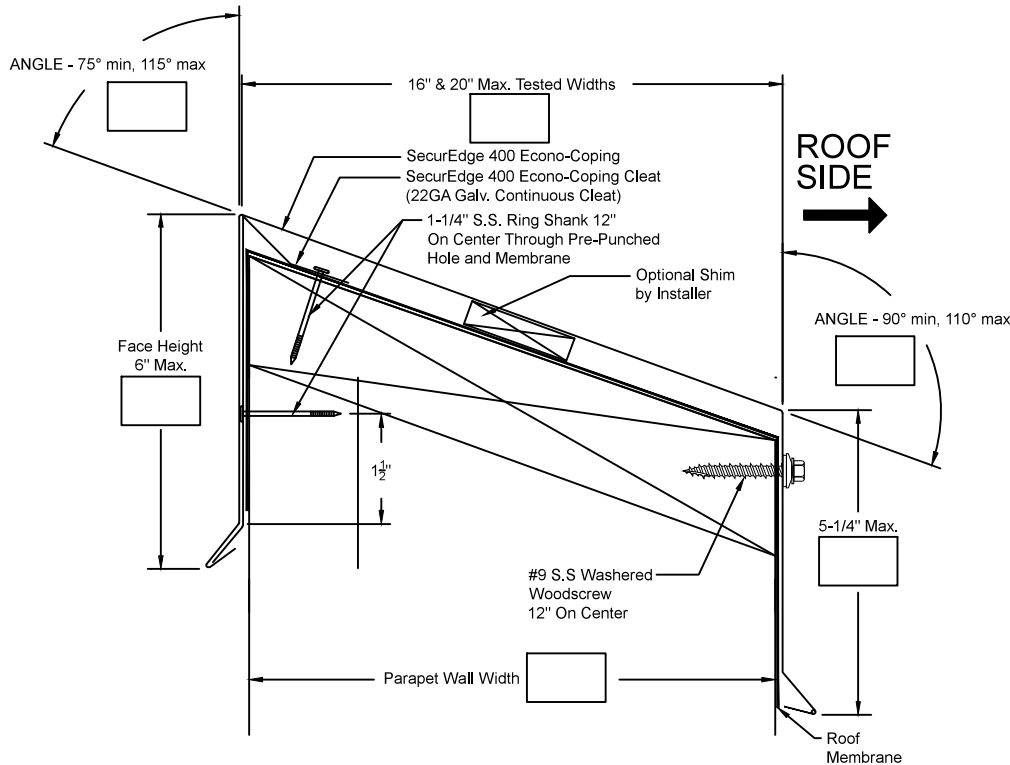 ANGLE - 75° min, 115° max
16" & 20" Max. Tested Widths
SecurEdge 400 Econo-Coping
SecurEdge 400 Econo-Coping Cleat
(22GA Galv. Continuous Cleat)
1-1/4" S.S. Ring Shank 12"
On Center Through Pre-Punched
Hole and Membrane
ROOF
SIDE
Optional Shim
by Installer
ANGLE - 90° min, 110° max
Face Height
6" Max.
1½"
5-1/4" Max.
#9 S.S Washered
Woodscrew
12" On Center
Parapet Wall Width
Roof
Membrane